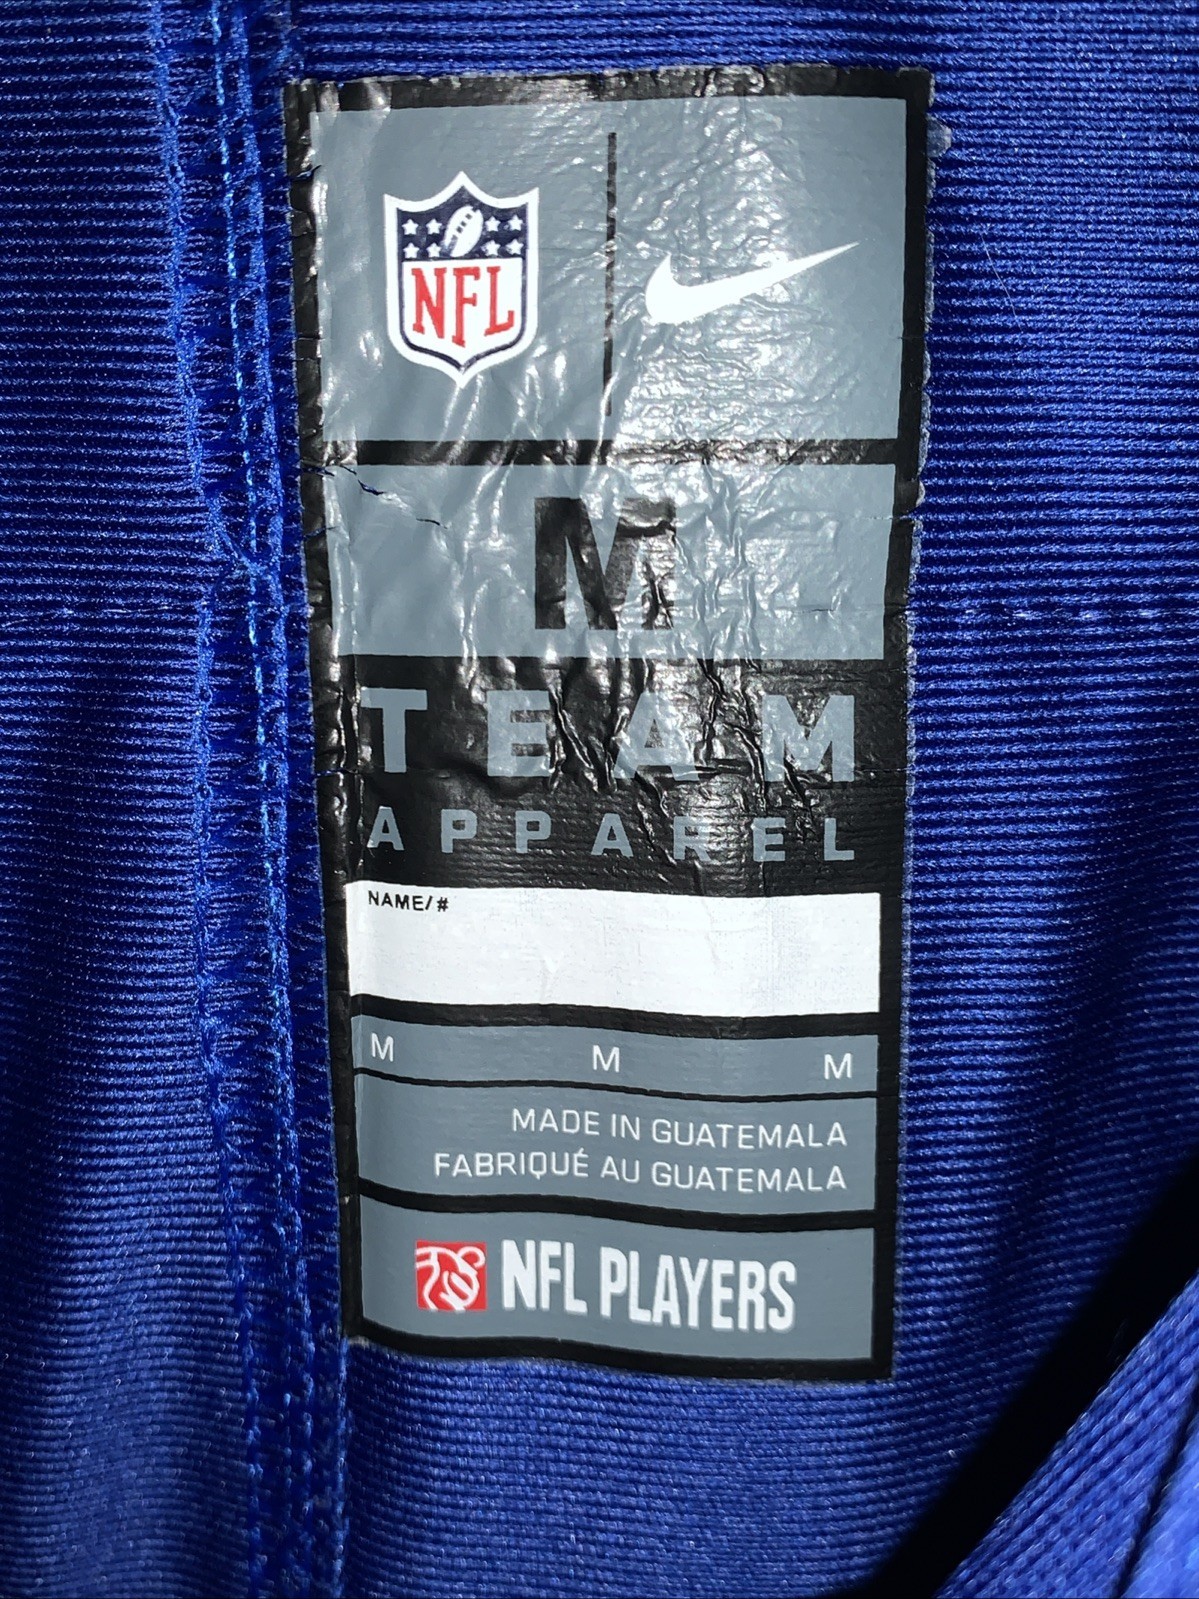 NFL
M
TEAM
APPAREL
NAME/#
M M M
MADE IN GUATEMALA
FABRIQUÉ AU GUATEMALA
NFL PLAYERS